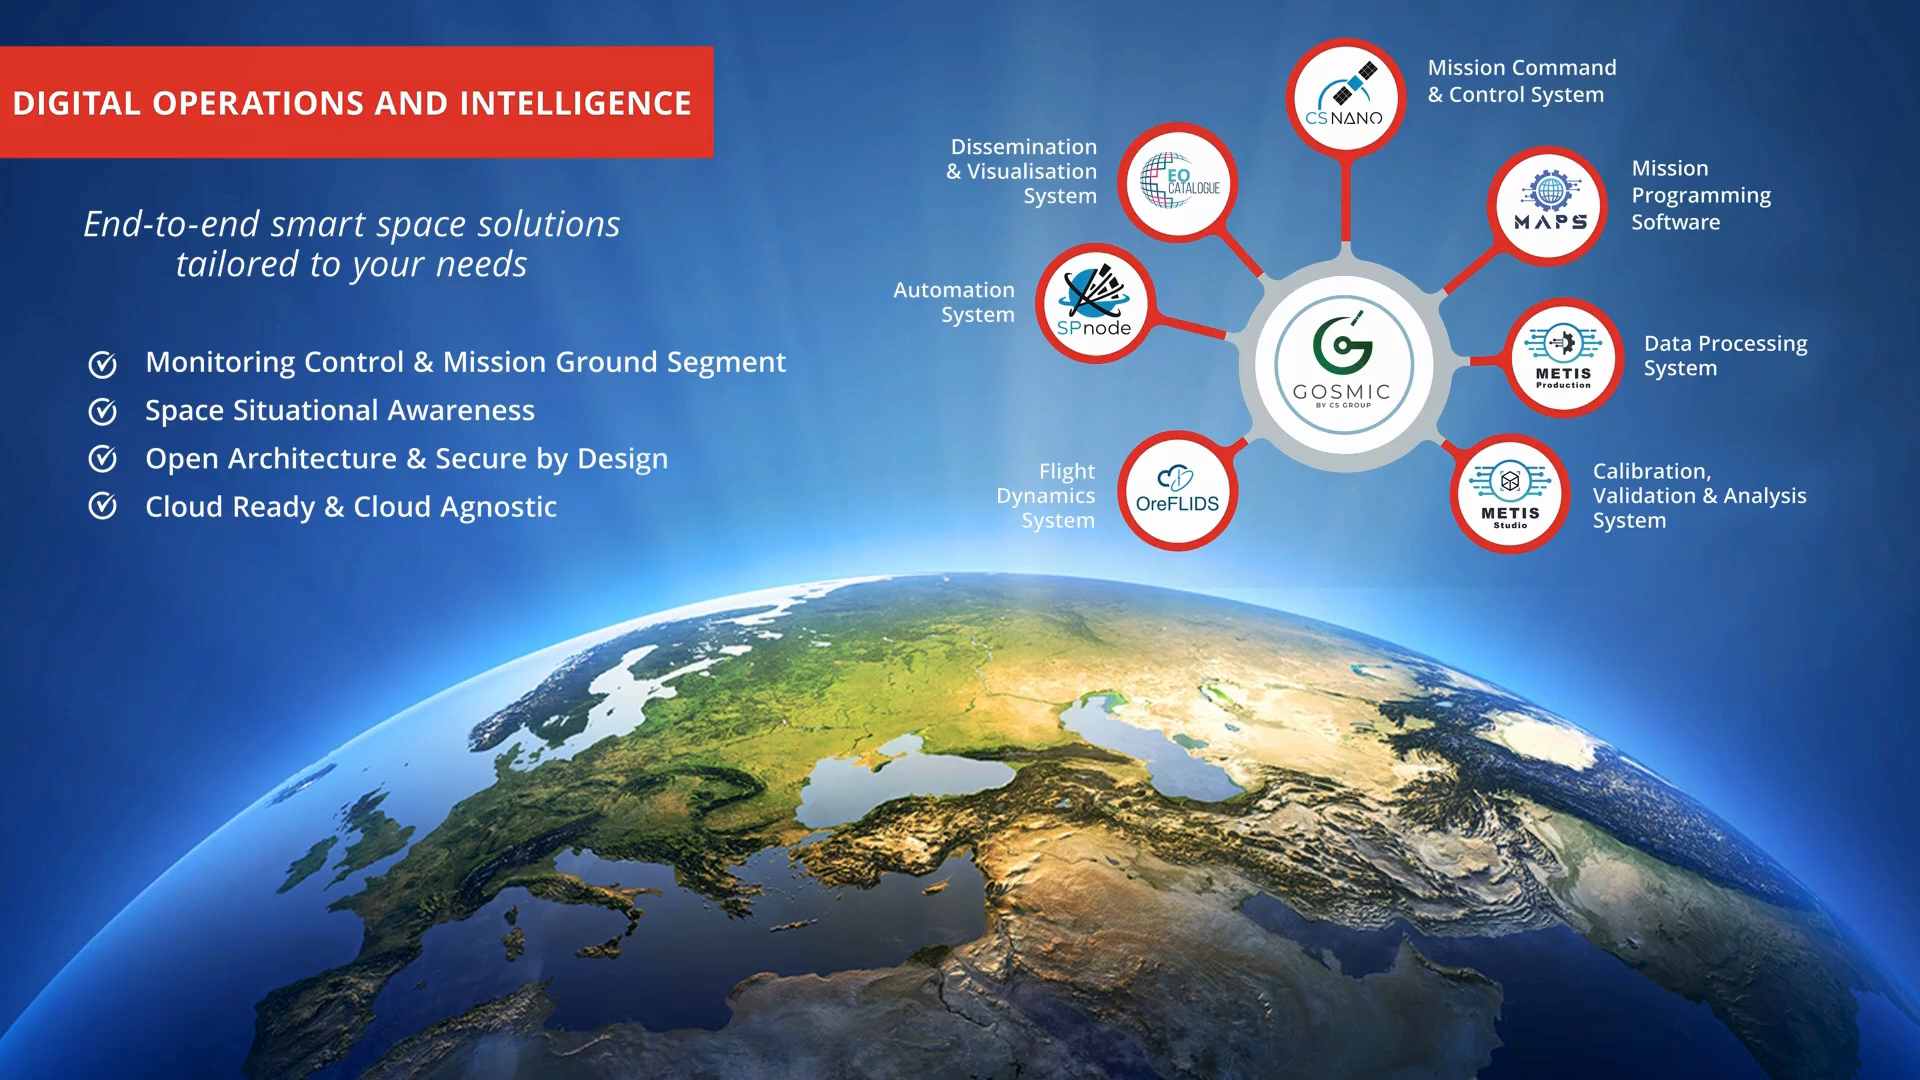 DIGITAL OPERATIONS AND INTELLIGENCE
End-to-end smart space solutions
tailored to your needs
Monitoring Control & Mission Ground Segment
Space Situational Awareness
Open Architecture & Secure by Design
Cloud Ready & Cloud Agnostic
CS NANO
Mission Command
& Control System
MAPS
Mission
Programming
Software
METIS
Production
Data Processing
System
METIS
Studio
Calibration,
Validation & Analysis
System
OreFLIDS
Flight
Dynamics
System
SPnode
Automation
System
EO
CATALOGUE
Dissemination
& Visualisation
System
GOSMIC
BY CS GROUP